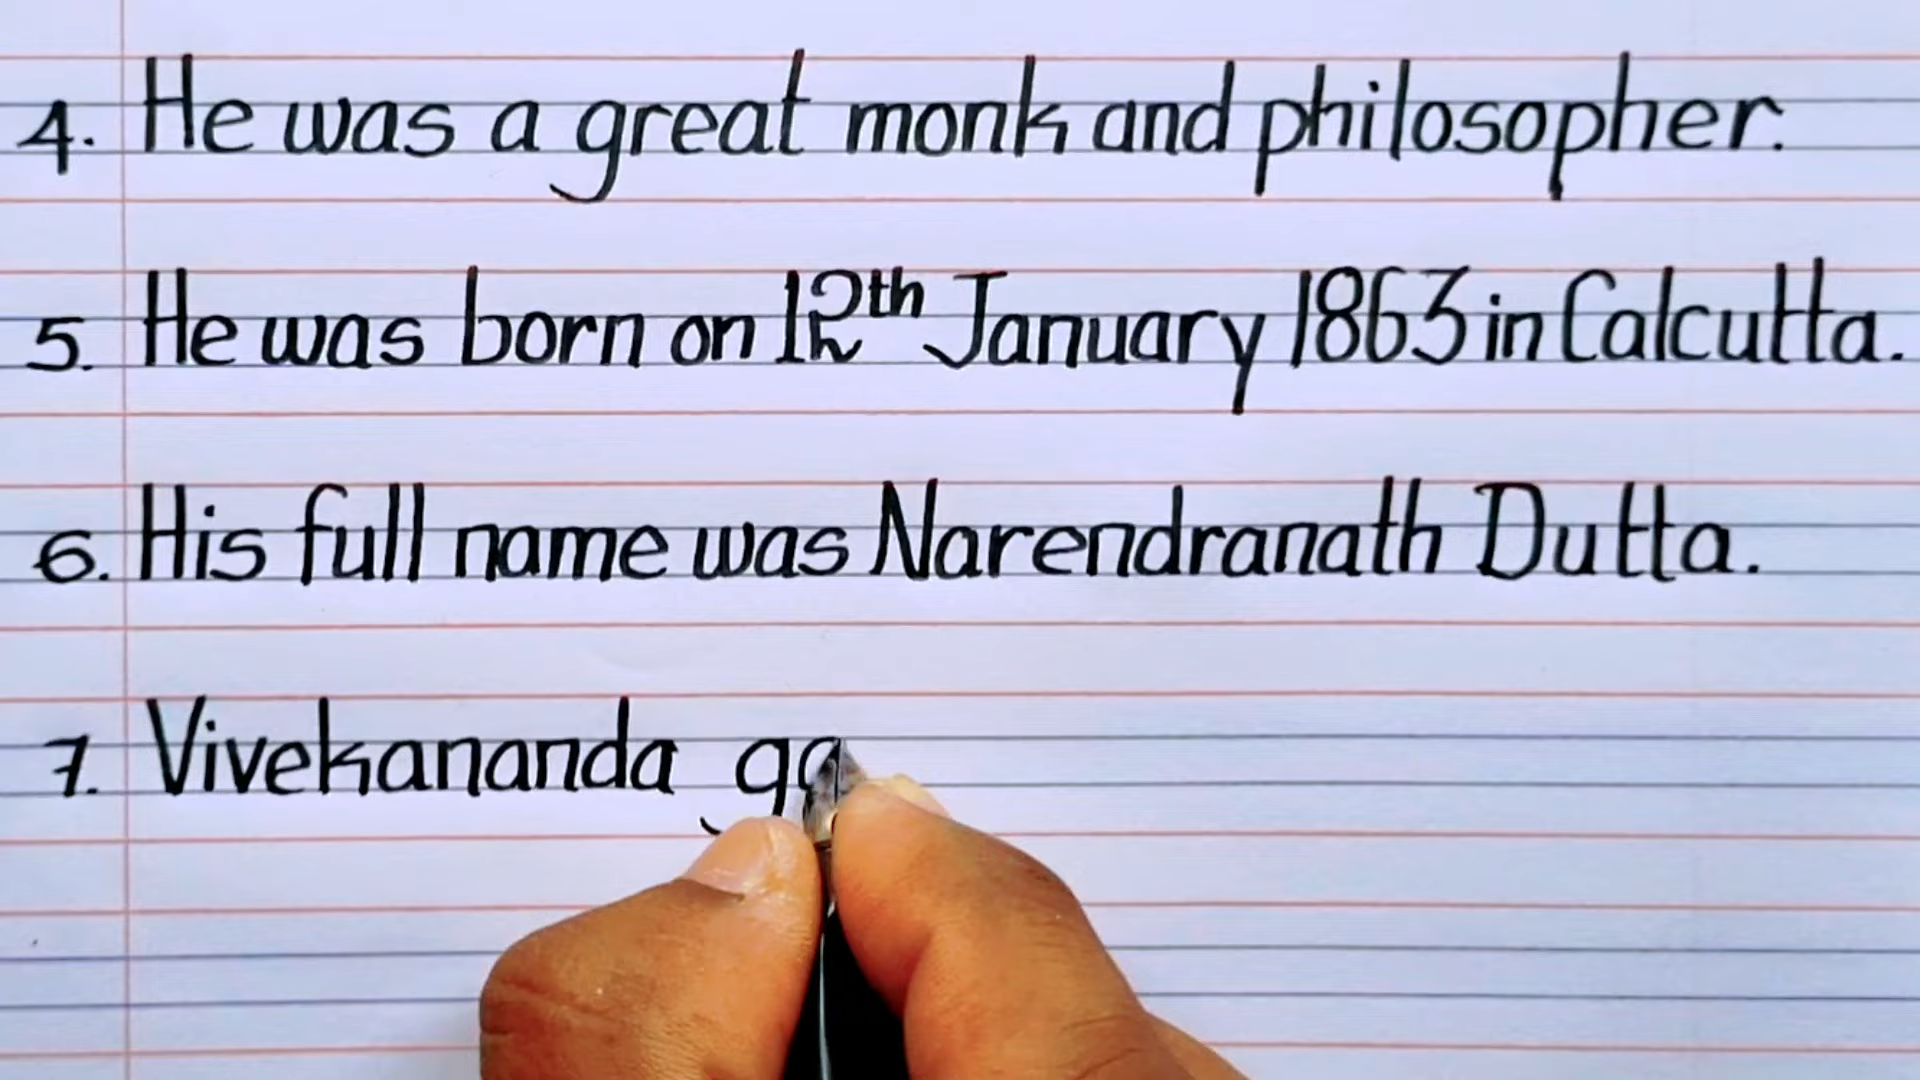 4. He was a great monk and philosopher.
5. He was born on 12th January 1863 in Calcutta.
6. His full name was Narendranath Dutta.
7. Vivekananda